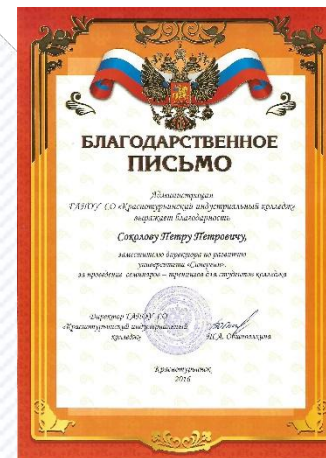 БЛАГОДАРСТВЕННОЕ
ПИСЬМО
Администрация
ГАПОУ СО «Краснотурьинский индустриальный колледж»
выражает благодарность
Соколову Петру Петровичу,
заместителю директора по развитию
университета «Синергия»,
за проведение семинаров – тренингов для студентов колледжа
Директор ГАПОУ СО
«Краснотурьинский индустриальный
колледж»
Краснотурьинск
2016